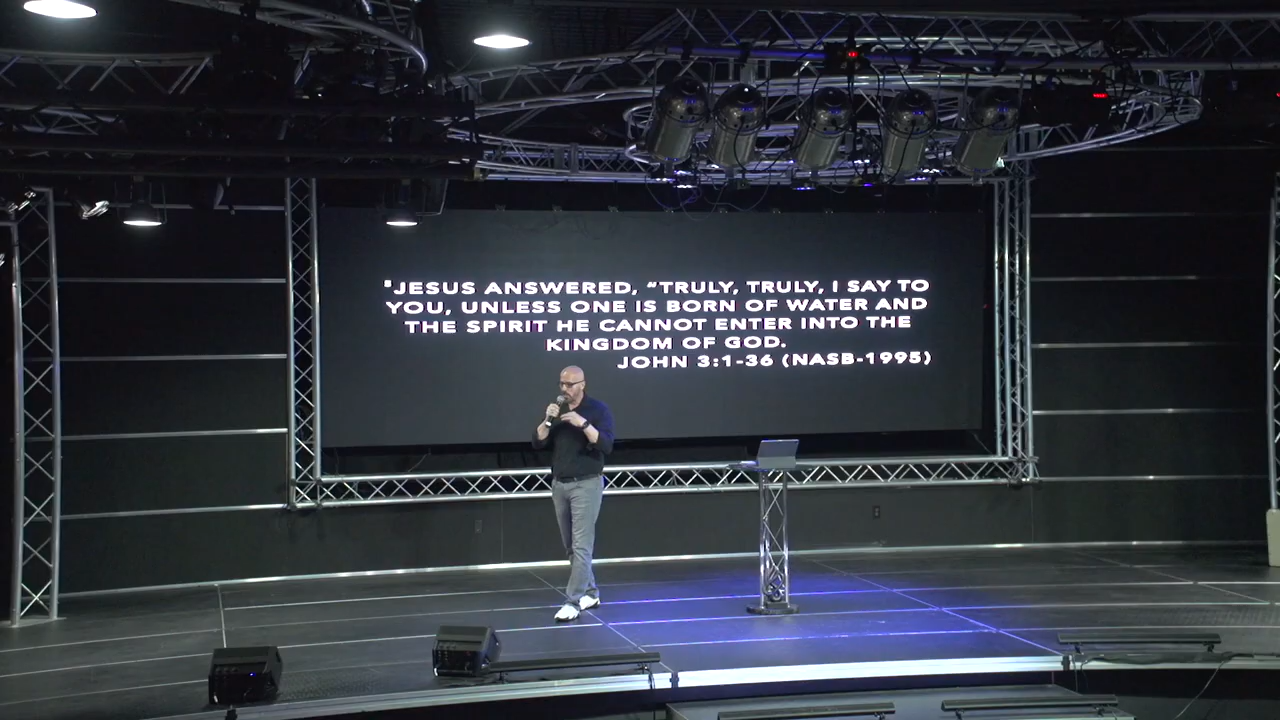 ⁵JESUS ANSWERED, “TRULY, TRULY, I SAY TO
YOU, UNLESS ONE IS BORN OF WATER AND
THE SPIRIT HE CANNOT ENTER INTO THE
KINGDOM OF GOD.
JOHN 3:1-36 (NASB-1995)